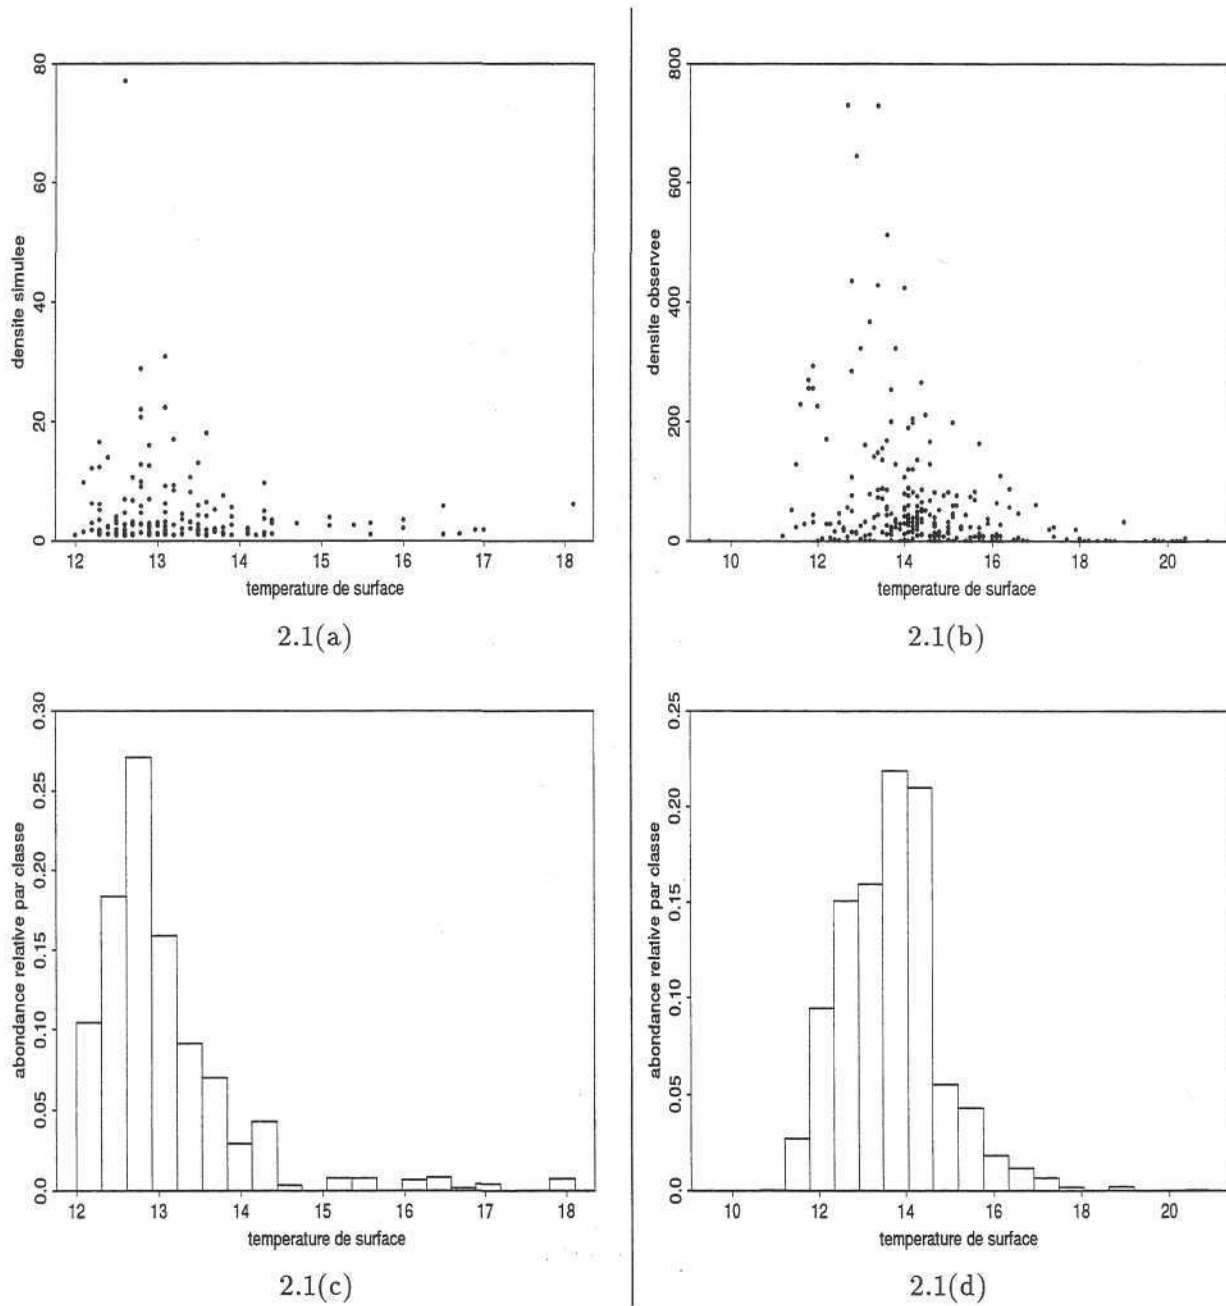 80
60
40
20
0
densite simulee
12 13 14 15 16 17 18
temperature de surface
2.1(a)
800
600
400
200
0
densite observee
10 12 14 16 18 20
temperature de surface
2.1(b)
0.30
0.25
0.20
0.15
0.10
0.05
0.0
abondance relative par classe
12 13 14 15 16 17 18
temperature de surface
2.1(c)
0.25
0.20
0.15
0.10
0.05
0.0
abondance relative par classe
10 12 14 16 18 20
temperature de surface
2.1(d)